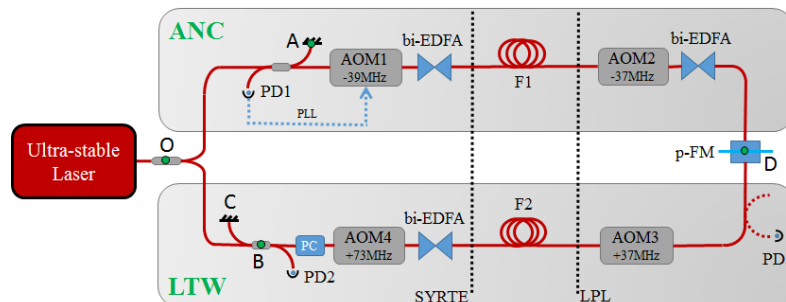 ANC
A
AOM1
-39MHz
bi-EDFA
F1
AOM2
-37MHz
bi-EDFA
PD1
PLL
Ultra-stable
Laser
O
p-FM
D
C
B
PC
AOM4
+73MHz
bi-EDFA
F2
AOM3
+37MHz
PD2
PD
LTW
SYRTE
LPL